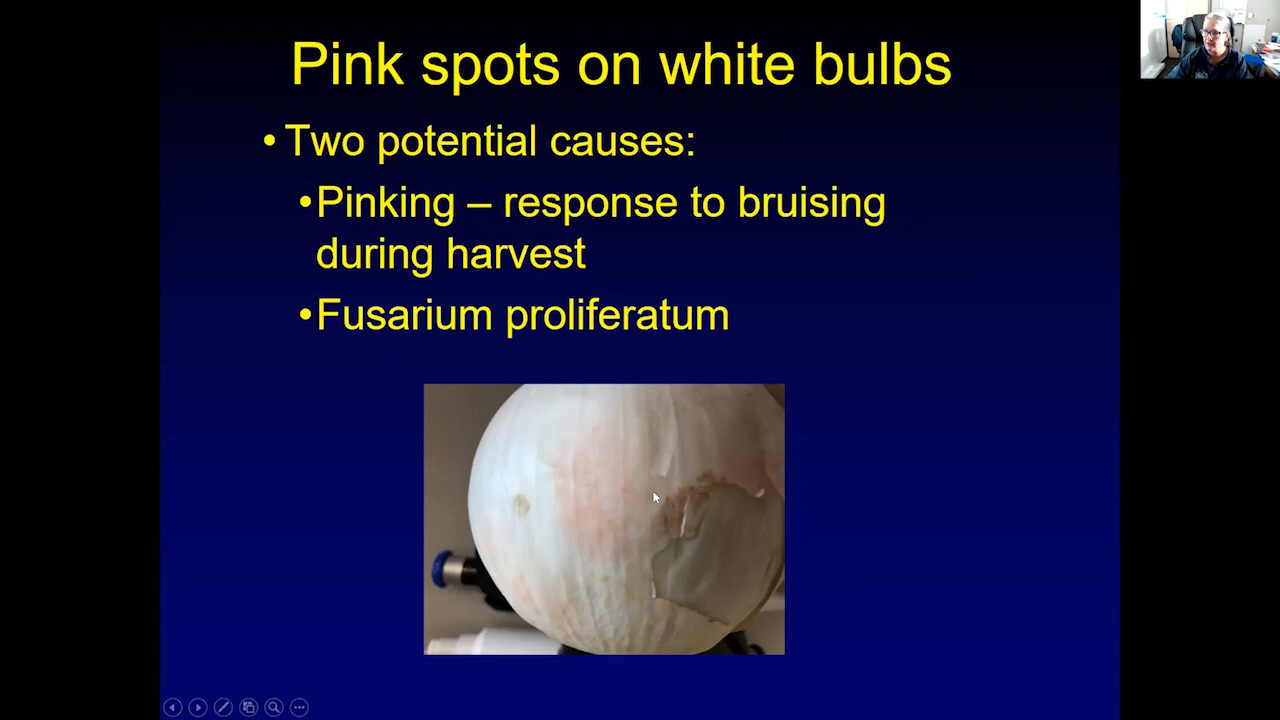 Pink spots on white bulbs
• Two potential causes:
•Pinking – response to bruising
during harvest
•Fusarium proliferatum